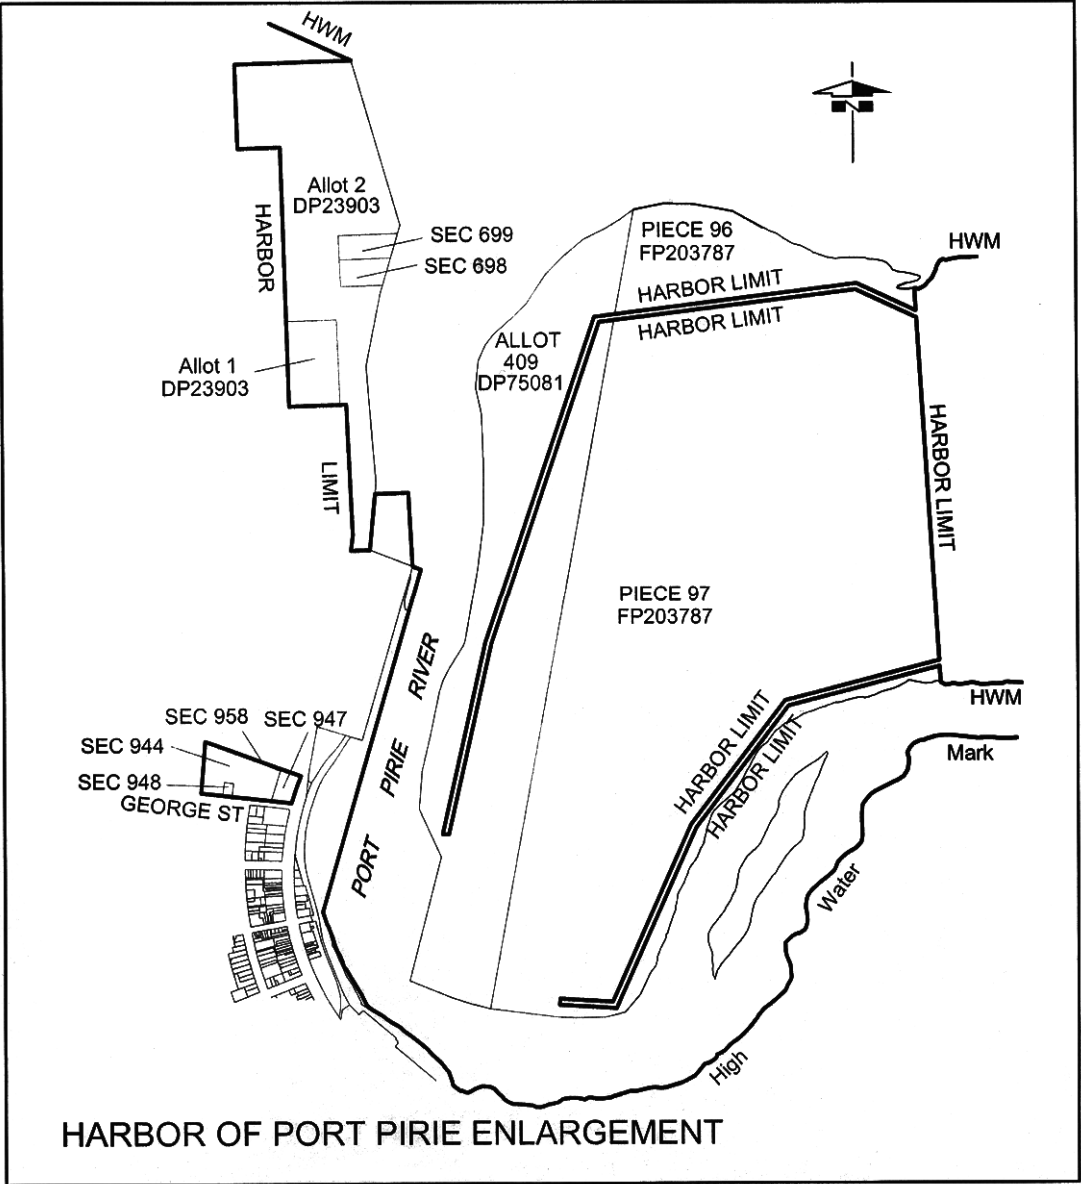 HWM
N
Allot 2
DP23903
HARBOR
SEC 699
SEC 698
PIECE 96
FP203787
HWM
HARBOR LIMIT
HARBOR LIMIT
ALLOT
409
DP75081
Allot 1
DP23903
HARBOR LIMIT
LIMIT
PIECE 97
FP203787
PORT PIRIE RIVER
SEC 958
SEC 947
SEC 944
SEC 948
GEORGE ST
HARBOR LIMIT
HARBOR LIMIT
HWM
Mark
Water
High
HARBOR OF PORT PIRIE ENLARGEMENT